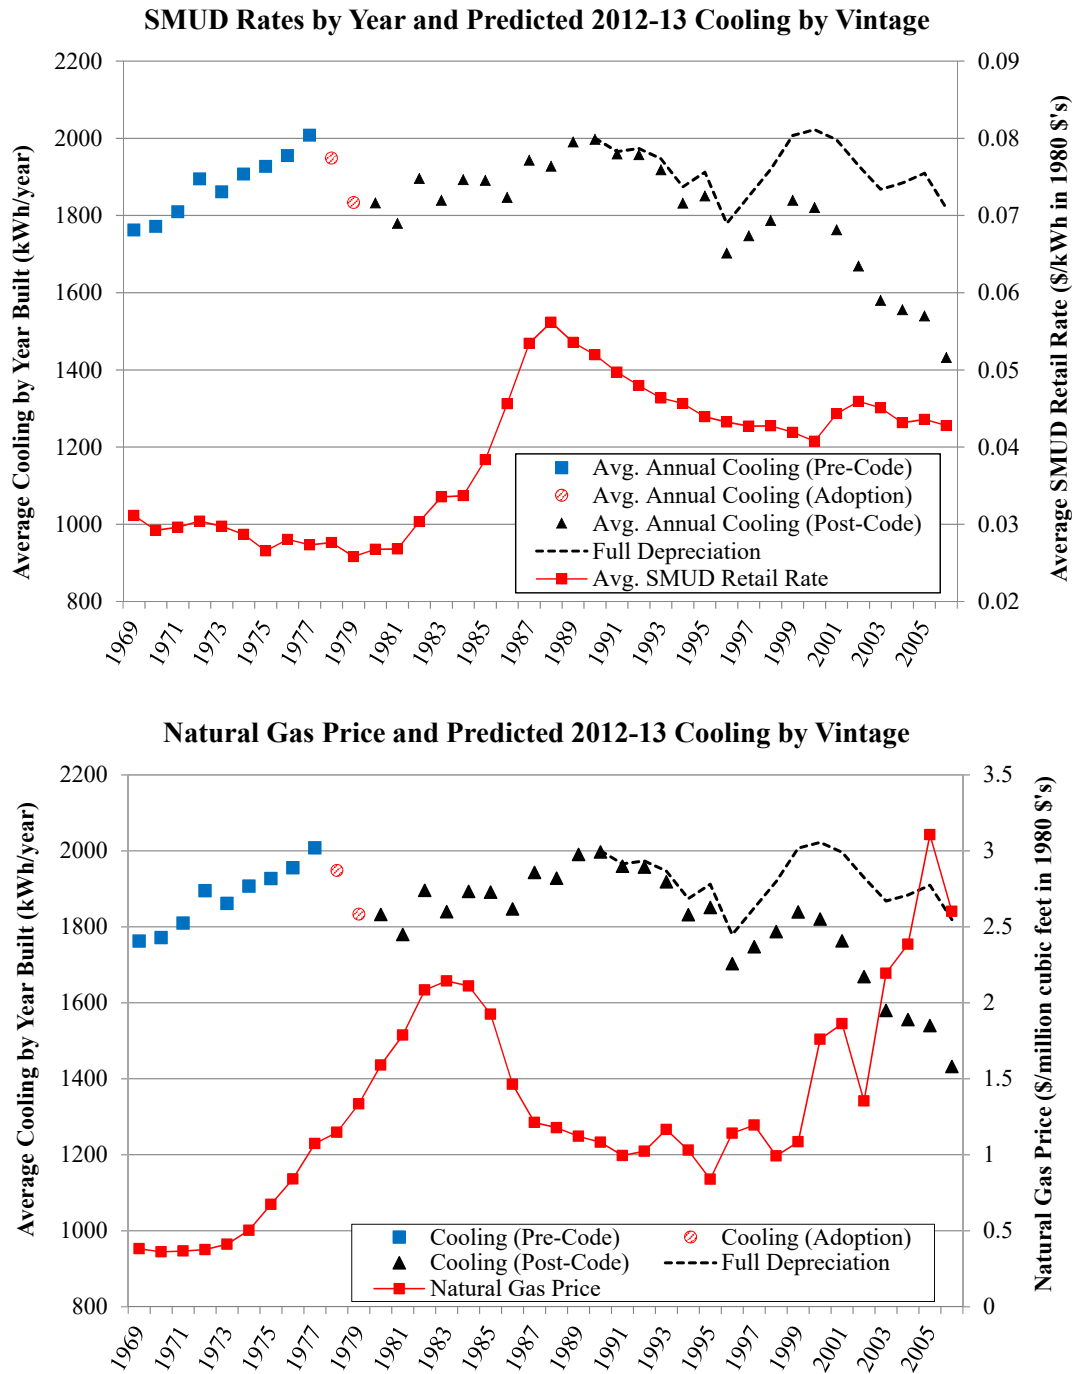 SMUD Rates by Year and Predicted 2012-13 Cooling by Vintage
Average Cooling by Year Built (kWh/year)
2200
2000
1800
1600
1400
1200
1000
800
0.09
0.08
0.07
0.06
0.05
0.04
0.03
0.02
Average SMUD Retail Rate ($/kWh in 1980 $'s)
Avg. Annual Cooling (Pre-Code)
Avg. Annual Cooling (Adoption)
Avg. Annual Cooling (Post-Code)
Full Depreciation
Avg. SMUD Retail Rate
1969 1971 1973 1975 1977 1979 1981 1983 1985 1987 1989 1991 1993 1995 1997 1999 2001 2003 2005
Natural Gas Price and Predicted 2012-13 Cooling by Vintage
Average Cooling by Year Built (kWh/year)
2200
2000
1800
1600
1400
1200
1000
800
3.5
3
2.5
2
1.5
1
0.5
0
Natural Gas Price ($/million cubic feet in 1980 $'s)
Cooling (Pre-Code) Cooling (Adoption)
Cooling (Post-Code) Full Depreciation
Natural Gas Price
1969 1971 1973 1975 1977 1979 1981 1983 1985 1987 1989 1991 1993 1995 1997 1999 2001 2003 2005